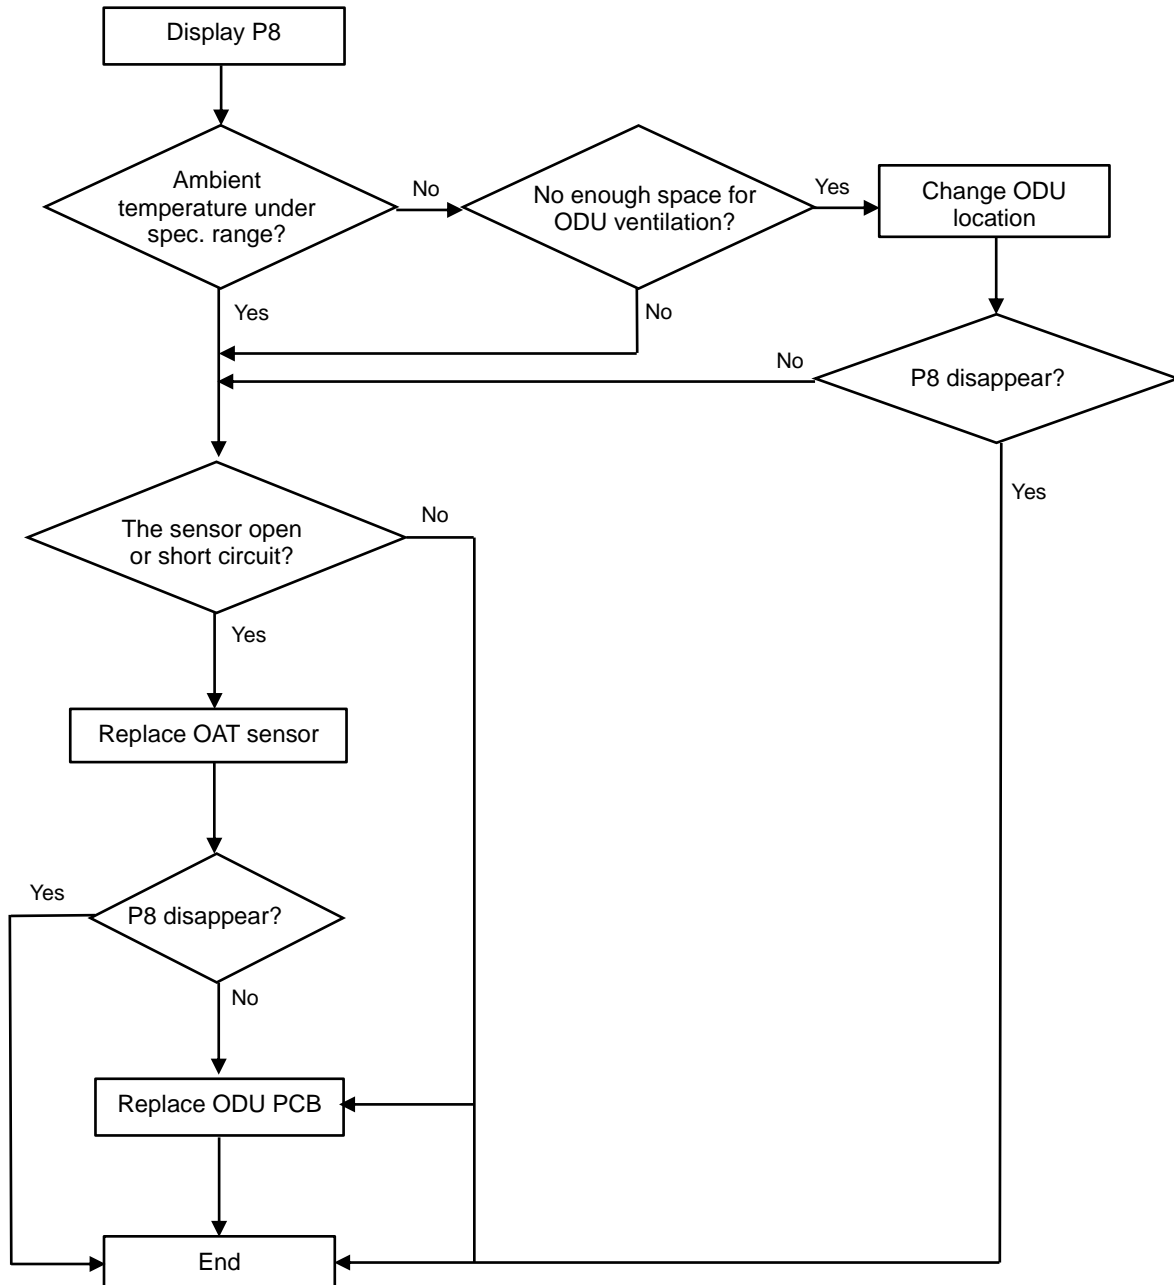 Display P8
Ambient
temperature under
spec. range?
No
No enough space for
ODU ventilation?
Yes
Change ODU
location
Yes
No
No
P8 disappear?
Yes
The sensor open
or short circuit?
No
Yes
Replace OAT sensor
Yes
P8 disappear?
No
Replace ODU PCB
End